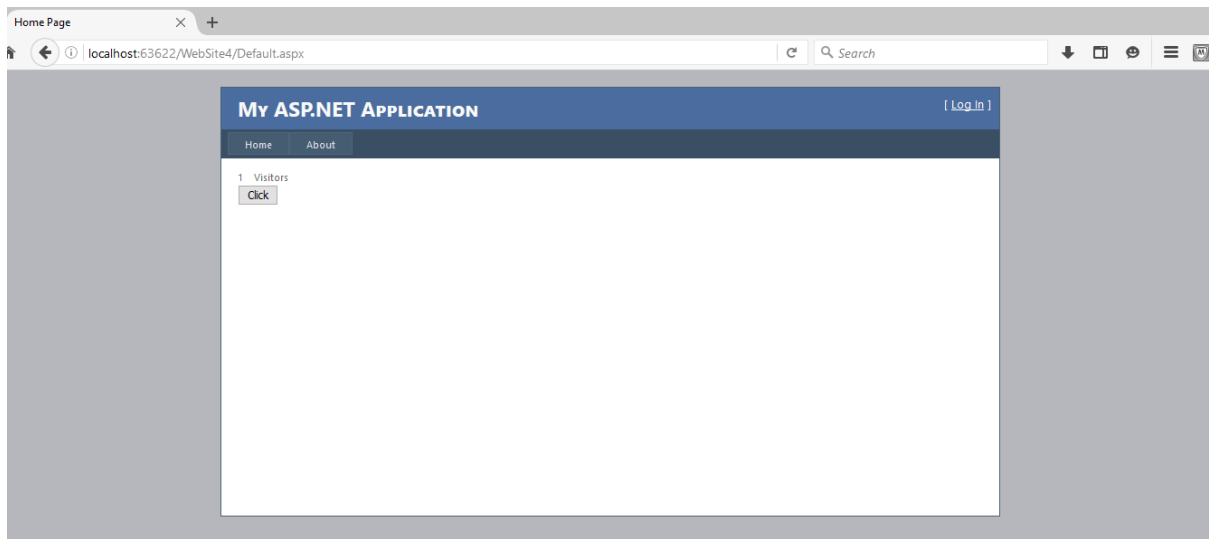 Home Page
localhost:63622/WebSite4/Default.aspx
Search
My ASP.NET Application
[ Log In ]
Home About
1 Visitors
Click